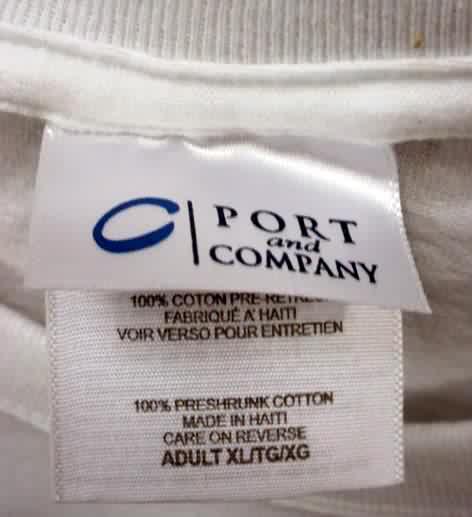 PORT
and
COMPANY
100% COTON
FABRIQUÉ A' HAITI
VOIR VERSO POUR ENTRETIEN
100% PRESHRUNK COTTON
MADE IN HAITI
CARE ON REVERSE
ADULT XL/TG/XG